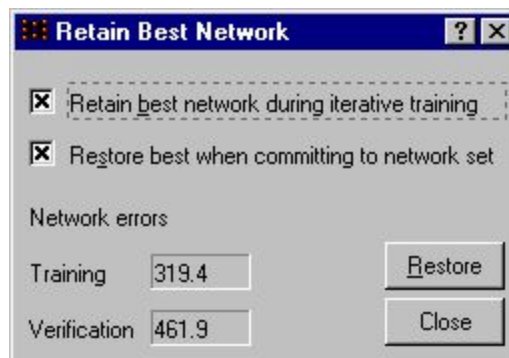 Retain Best Network
Retain best network during iterative training
Restore best when committing to network set
Network errors
Training 319.4
Restore
Verification 461.9
Close